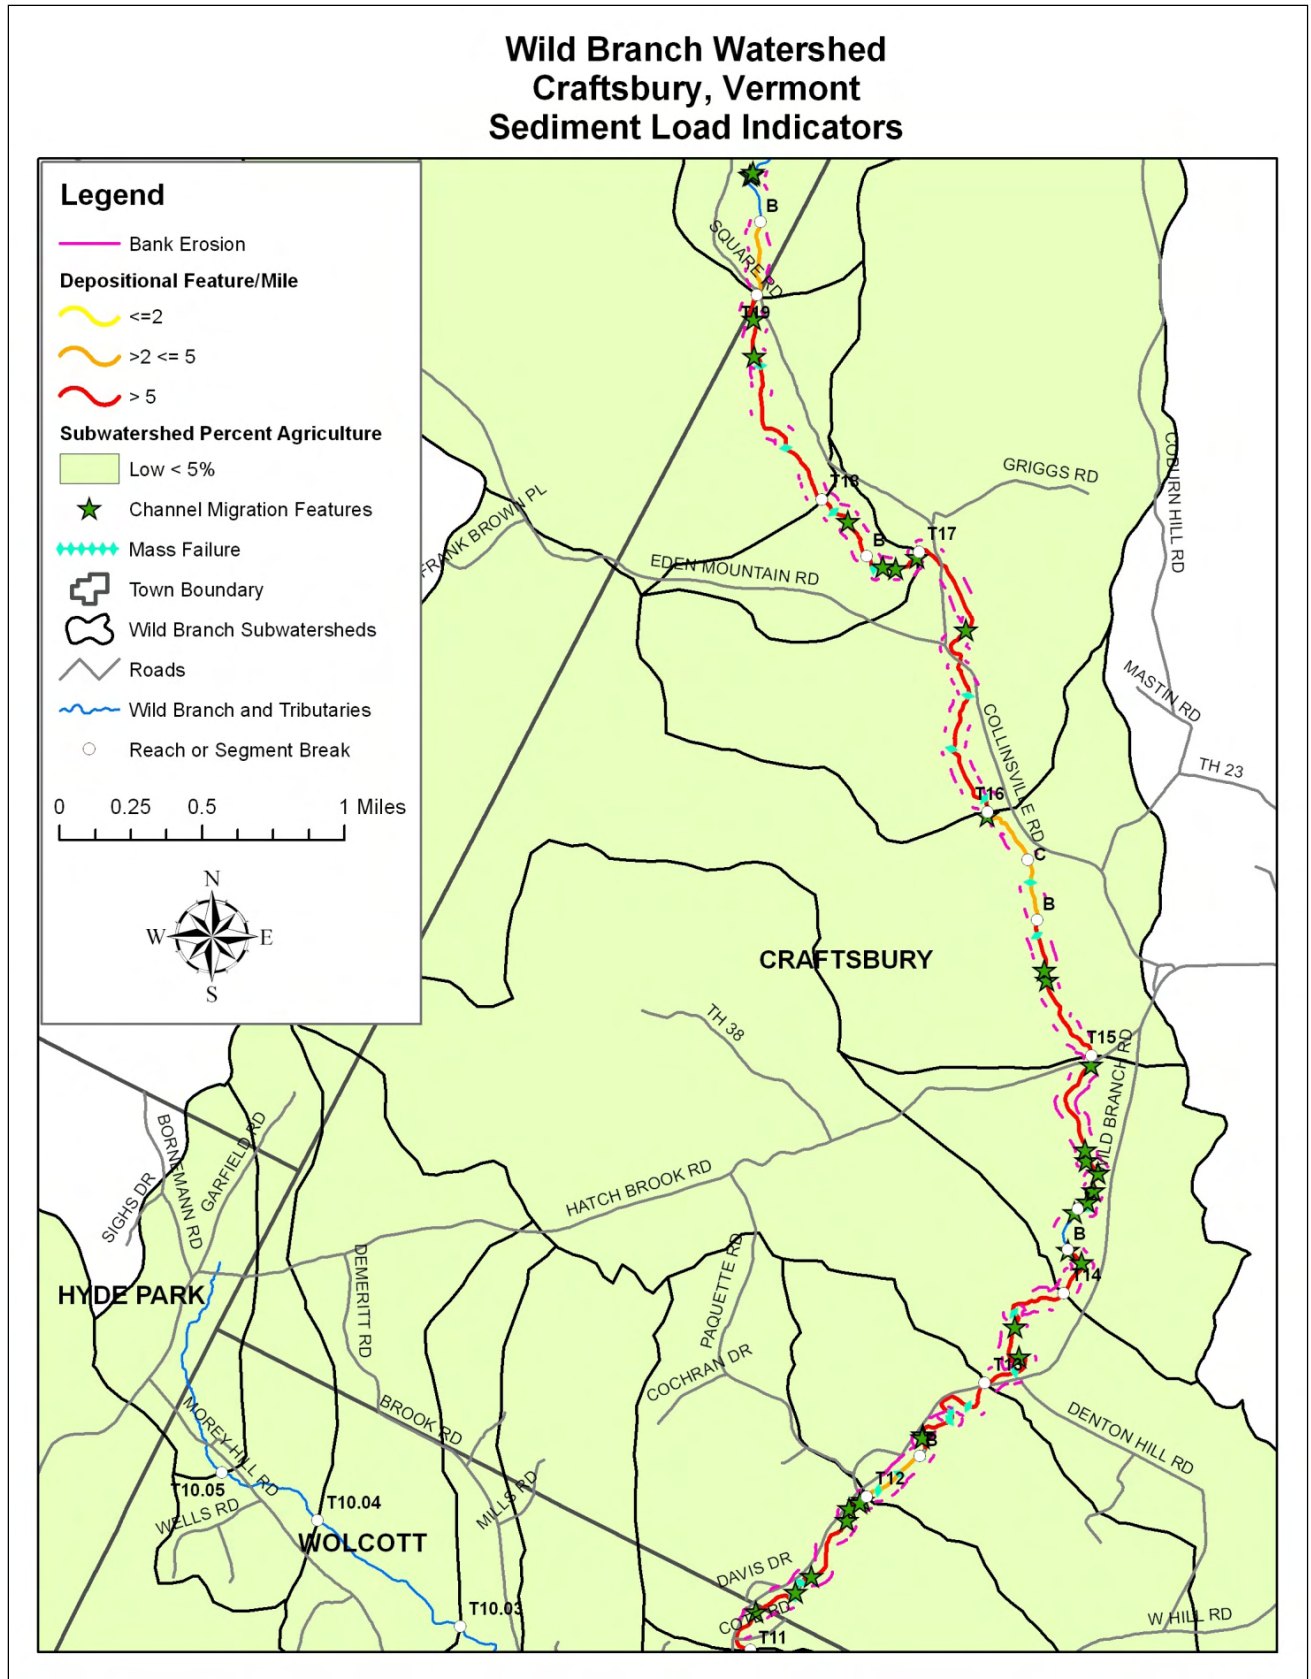 Wild Branch Watershed
Craftsbury, Vermont
Sediment Load Indicators
Legend
Bank Erosion
Depositional Feature/Mile
<=2
>2 <= 5
> 5
Subwatershed Percent Agriculture
Low < 5%
Channel Migration Features
Mass Failure
Town Boundary
Wild Branch Subwatersheds
Roads
Wild Branch and Tributaries
Reach or Segment Break
0 0.25 0.5 1 Miles
N
W E
S
B
SQUARE RD
T19
COBURN HILL RD
GRIGGS RD
T18
FRANK BROWN PL
T17
B
EDEN MOUNTAIN RD
MASTIN RD
COLLINSVILLE RD
TH 23
T16
C
B
CRAFTSBURY
TH 38
T15
WILD BRANCH RD
BORNEMANN RD
GARFIELD RD
SIGHS DR
HATCH BROOK RD
B
PAQUETTE RD
DEMERITT RD
T14
HYDE PARK
COCHRAN DR
T13
MOREY HILL RD
BROOK RD
DENTON HILL RD
B
T12
T10.05
MILLS RD
T10.04
WELLS RD
WOLCOTT
DAVIS DR
T10.03
W HILL RD
T11